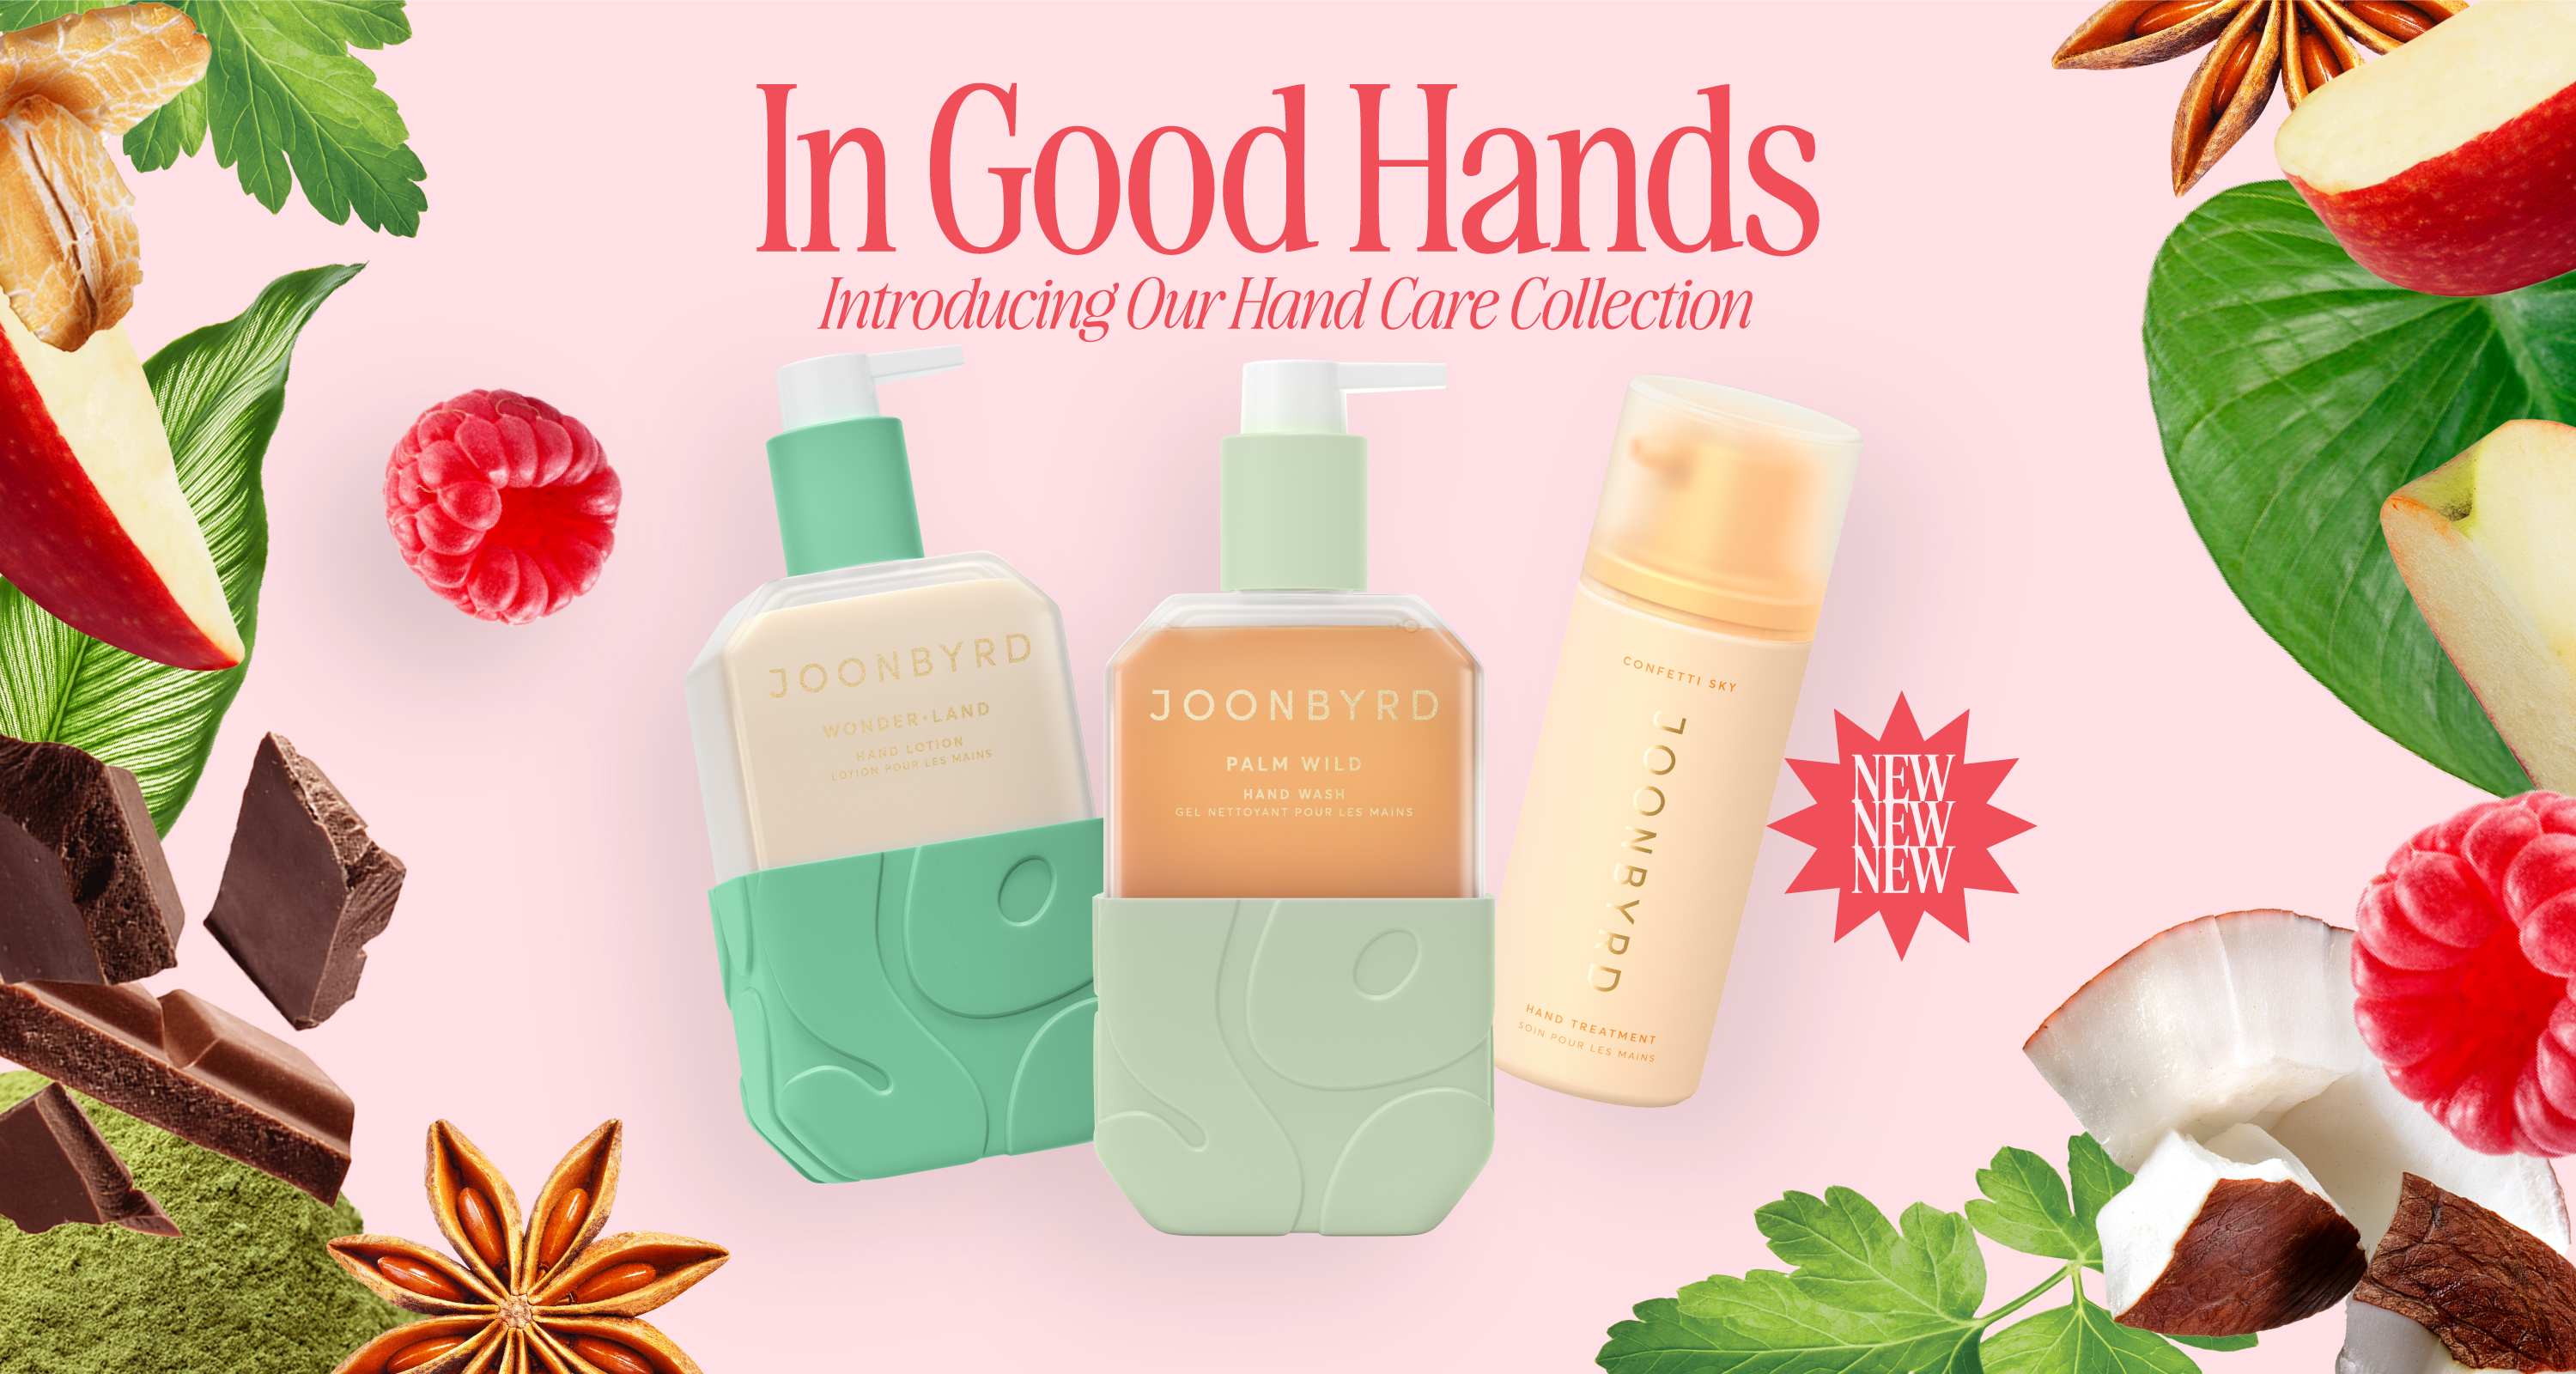 In Good Hands
Introducing Our Hand Care Collection
JOONBYRD
WONDER•LAND
HAND LOTION
LOTION POUR LES MAINS
JOONBYRD
PALM WILD
HAND WASH
GEL NETTOYANT POUR LES MAINS
CONFETTI SKY
JOONBYRD
HAND TREATMENT
SOIN POUR LES MAINS
NEW
NEW
NEW